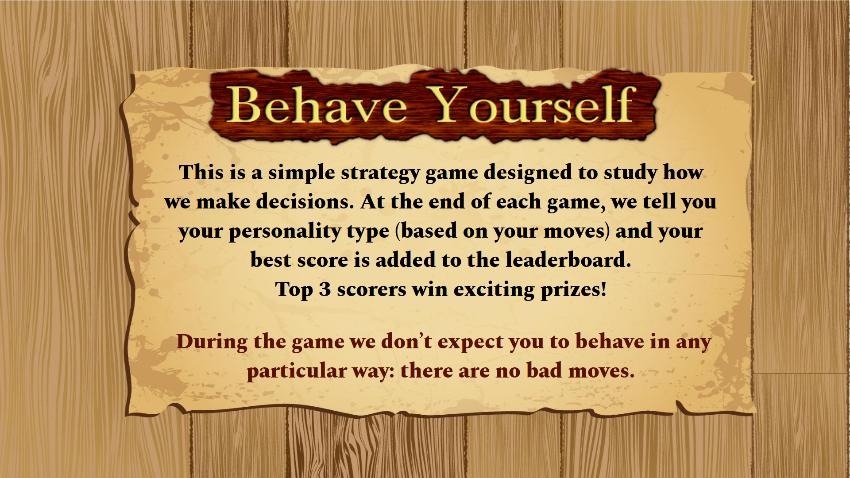 Behave Yourself
This is a simple strategy game designed to study how
we make decisions. At the end of each game, we tell you
your personality type (based on your moves) and your
best score is added to the leaderboard.
Top 3 scorers win exciting prizes!
During the game we don’t expect you to behave in any
particular way: there are no bad moves.